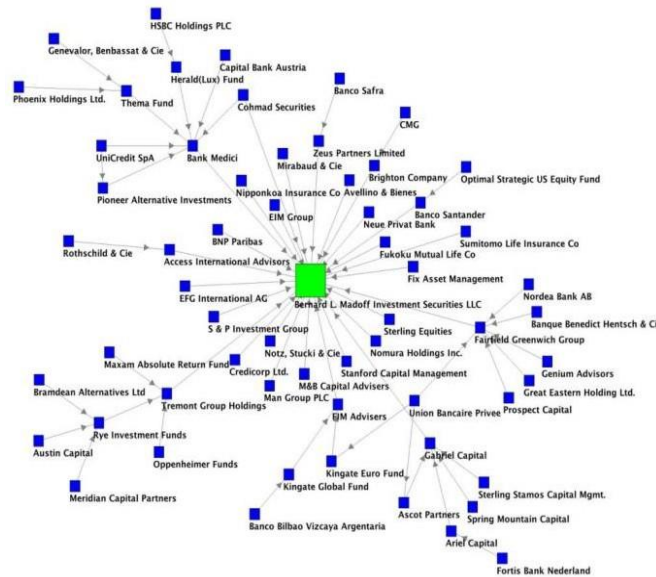 HSBC Holdings PLC
Genevalor, Benbassat & Cie
Capital Bank Austria
Herald(Lux) Fund
Phoenix Holdings Ltd.
Thema Fund
Cohmad Securities
Banco Safra
CMG
UniCredit SpA
Bank Medici
Zeus Partners Limited
Mirabaud & Cie
Brighton Company
Optimal Strategic US Equity Fund
Pioneer Alternative Investments
Nipponkoa Insurance Co
Avellino & Bienes
EIM Group
Neue Privat Bank
Banco Santander
BNP Paribas
Sumitomo Life Insurance Co
Rothschild & Cie
Access International Advisors
Fukoku Mutual Life Co
Fix Asset Management
EFG International AG
Bernard L. Madoff Investment Securities LLC
Nordea Bank AB
S & P Investment Group
Sterling Equities
Banque Benedict Hentsch & Ci
Fairfield Greenwich Group
Notz, Stucki & Cie
Nomura Holdings Inc.
Maxam Absolute Return Fund
Credicorp Ltd.
Stanford Capital Management
Genium Advisors
M&B Capital Advisers
Great Eastern Holding Ltd.
Bramdean Alternatives Ltd
Tremont Group Holdings
Man Group PLC
Prospect Capital
EIM Advisers
Union Bancaire Privee
Rye Investment Funds
Austin Capital
Oppenheimer Funds
Gabriel Capital
Kingate Euro Fund
Kingate Global Fund
Meridian Capital Partners
Sterling Stamos Capital Mgmt.
Ascot Partners
Spring Mountain Capital
Banco Bilbao Vizcaya Argentaria
Ariel Capital
Fortis Bank Nederland